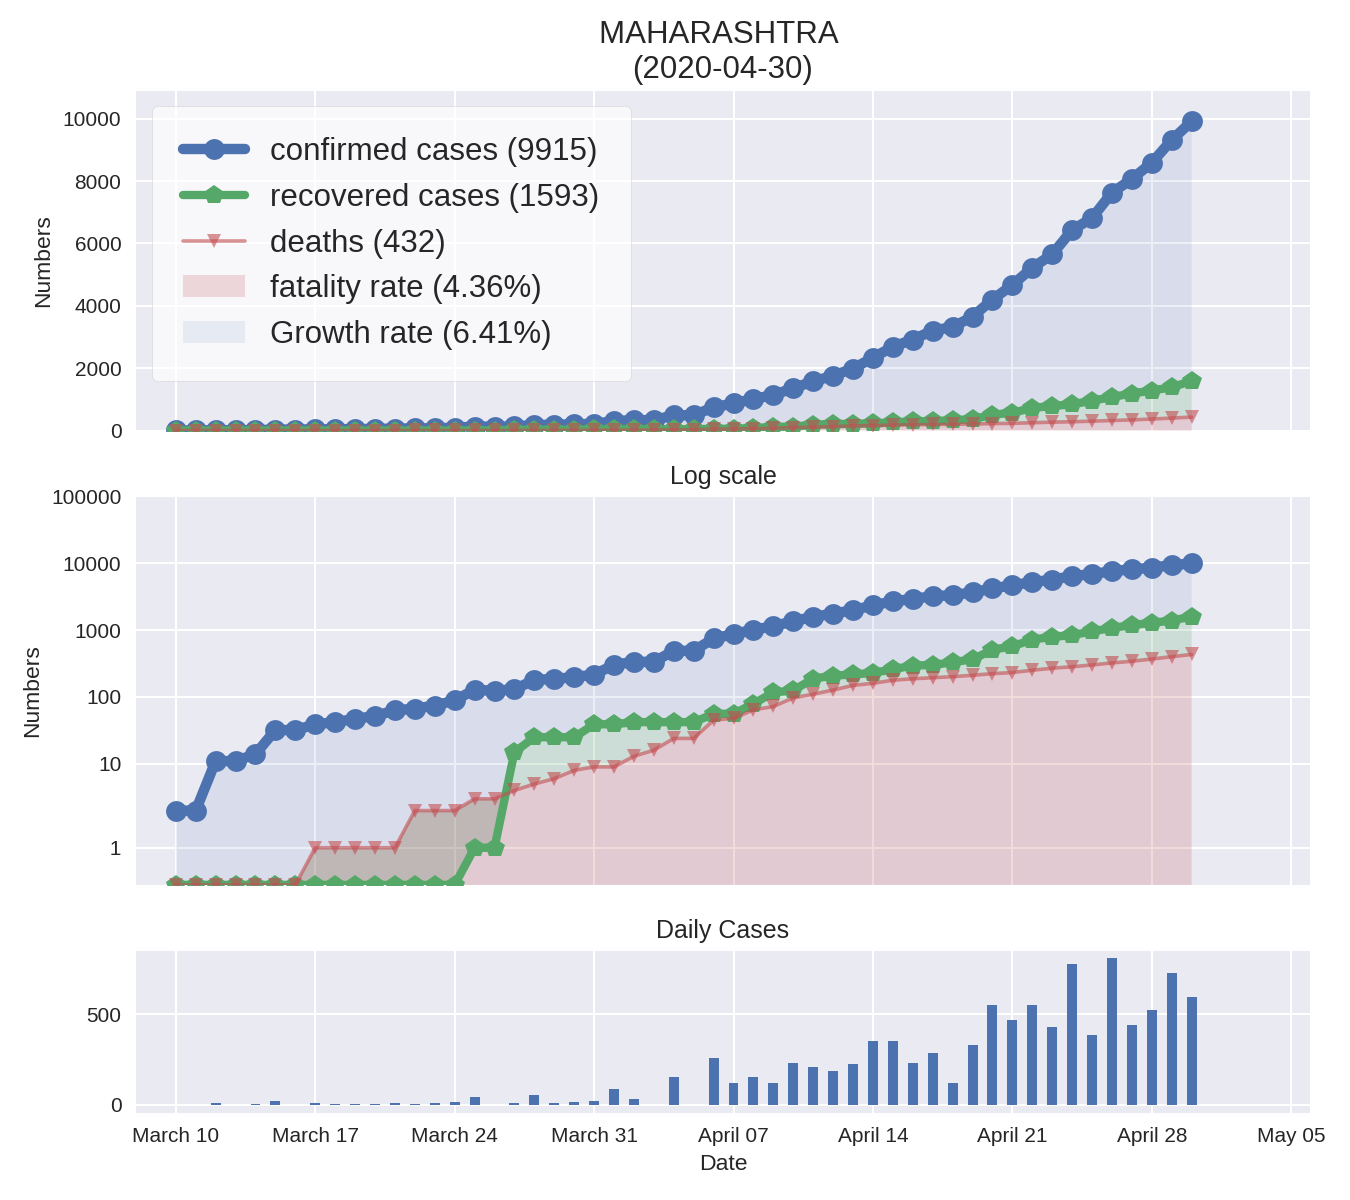 MAHARASHTRA
(2020-04-30)
10000
8000
6000
4000
2000
0
Numbers
confirmed cases (9915)
recovered cases (1593)
deaths (432)
fatality rate (4.36%)
Growth rate (6.41%)
Log scale
100000
10000
1000
100
10
1
Numbers
Daily Cases
500
0
March 10 March 17 March 24 March 31 April 07 April 14 April 21 April 28 May 05
Date